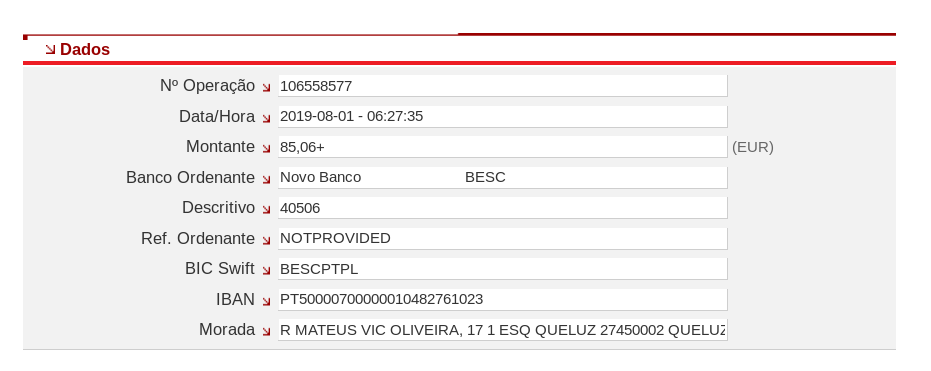 Dados
Nº Operação 106558577
Data/Hora 2019-08-01 - 06:27:35
Montante 85,06+ (EUR)
Banco Ordenante Novo Banco BESC
Descritivo 40506
Ref. Ordenante NOTPROVIDED
BIC Swift BESCPTPL
IBAN PT50000700000010482761023
Morada R MATEUS VIC OLIVEIRA, 17 1 ESQ QUELUZ 27450002 QUELUZ